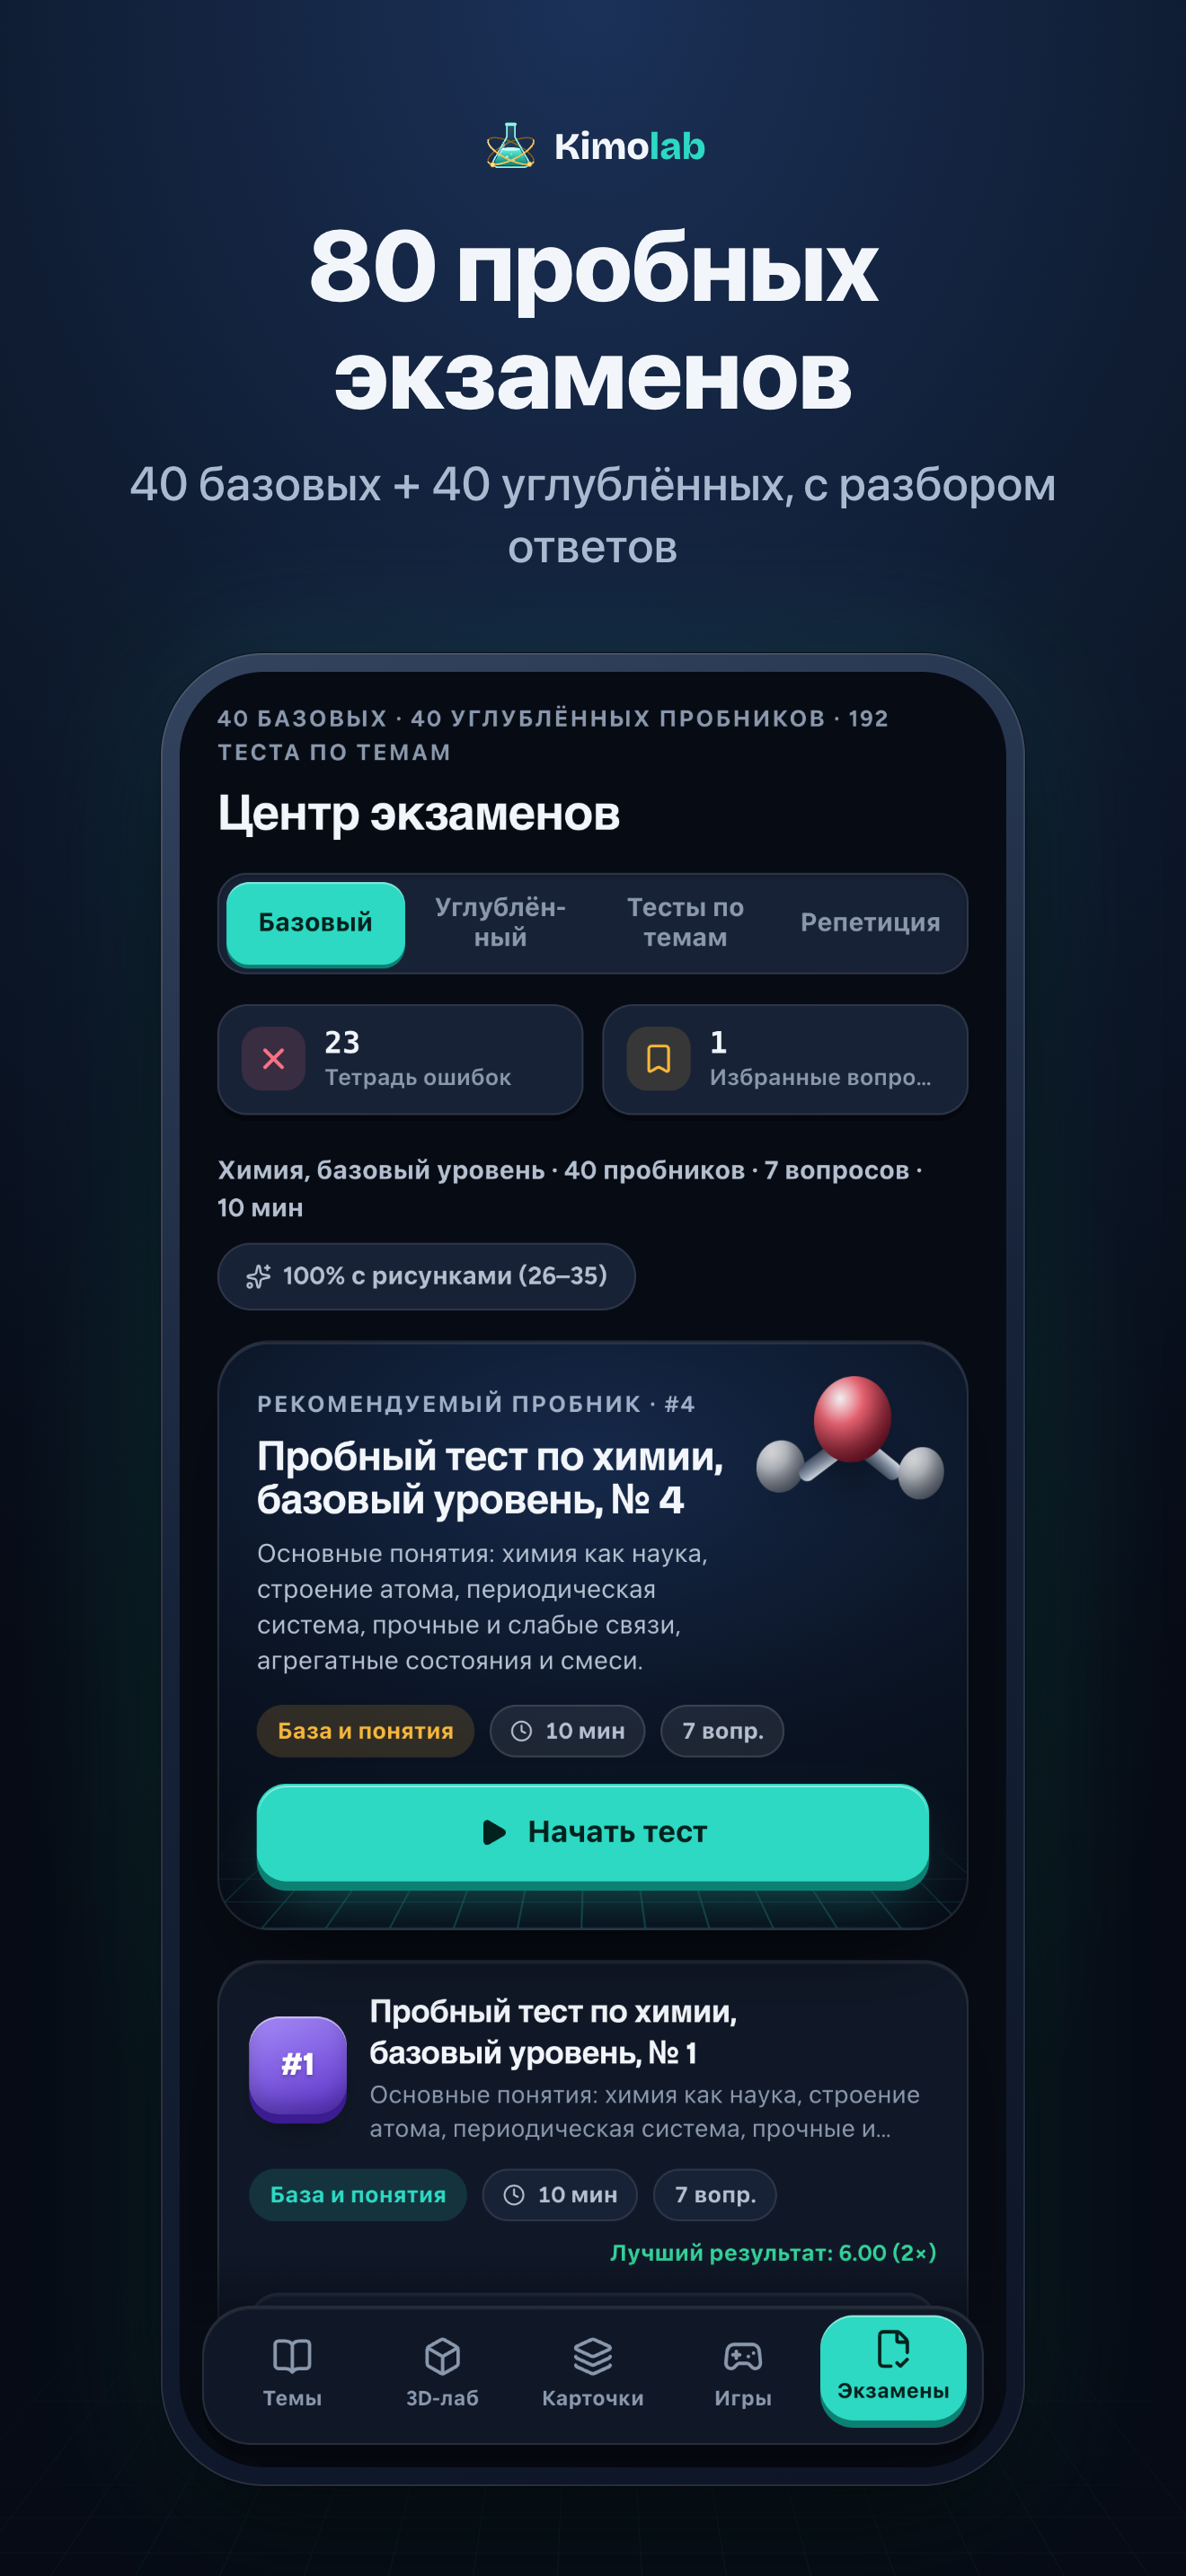 Kimolab
80 пробных
экзаменов
40 базовых + 40 углублённых, с разбором
ответов
40 БАЗОВЫХ · 40 УГЛУБЛЁННЫХ ПРОБНИКОВ · 192
ТЕСТА ПО ТЕМАМ
Центр экзаменов
Базовый
Углублён-
ный
Тесты по
темам
Репетиция
23
Тетрадь ошибок
1
Избранные вопро...
Химия, базовый уровень · 40 пробников · 7 вопросов ·
10 мин
100% с рисунками (26–35)
РЕКОМЕНДУЕМЫЙ ПРОБНИК · #4
Пробный тест по химии,
базовый уровень, № 4
Основные понятия: химия как наука,
строение атома, периодическая
система, прочные и слабые связи,
агрегатные состояния и смеси.
База и понятия
10 мин
7 вопр.
Начать тест
#1
Пробный тест по химии,
базовый уровень, № 1
Основные понятия: химия как наука, строение
атома, периодическая система, прочные и...
База и понятия
10 мин
7 вопр.
Лучший результат: 6.00 (2×)
Темы
3D-лаб
Карточки
Игры
Экзамены